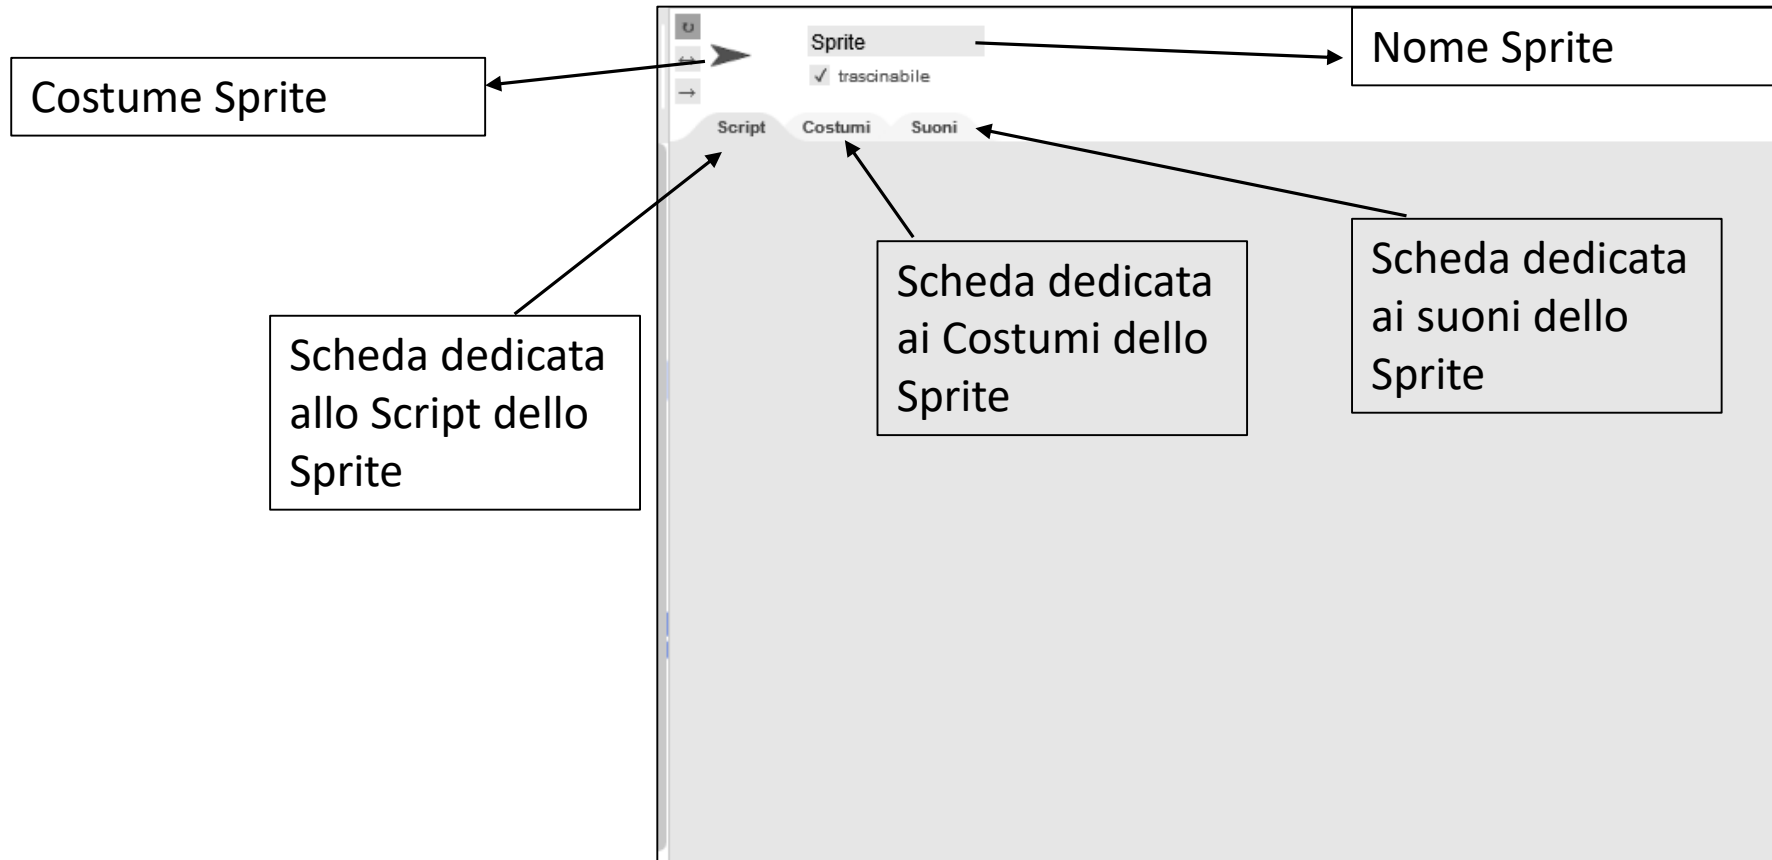 Sprite
Nome Sprite
Costume Sprite
✓ trascinabile
Script Costumi Suoni
Scheda dedicata
ai suoni dello
Sprite
Scheda dedicata
ai Costumi dello
Sprite
Scheda dedicata
allo Script dello
Sprite